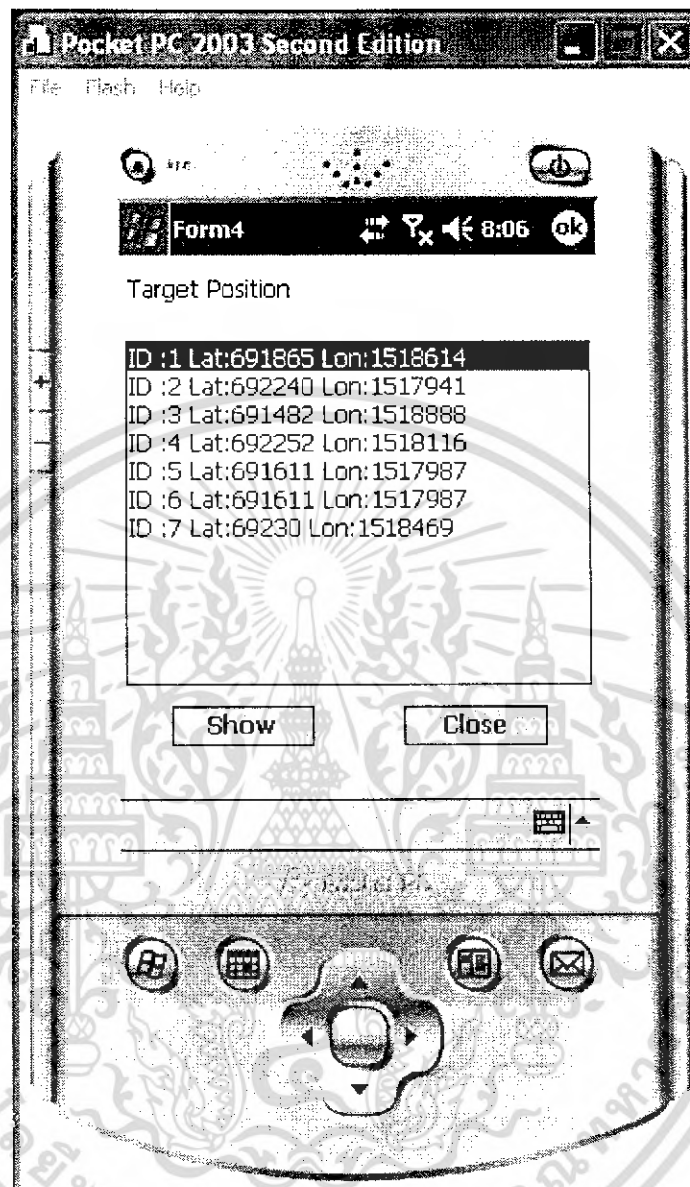 Pocket PC 2003 Second Edition
File Flash Help
Form4 8:06 ok
Target Position
ID :1 Lat:691865 Lon:1518614
ID :2 Lat:692240 Lon:1517941
ID :3 Lat:691482 Lon:1518888
ID :4 Lat:692252 Lon:1518116
ID :5 Lat:691611 Lon:1517987
ID :6 Lat:691611 Lon:1517987
ID :7 Lat:69230 Lon:1518469
Show Close